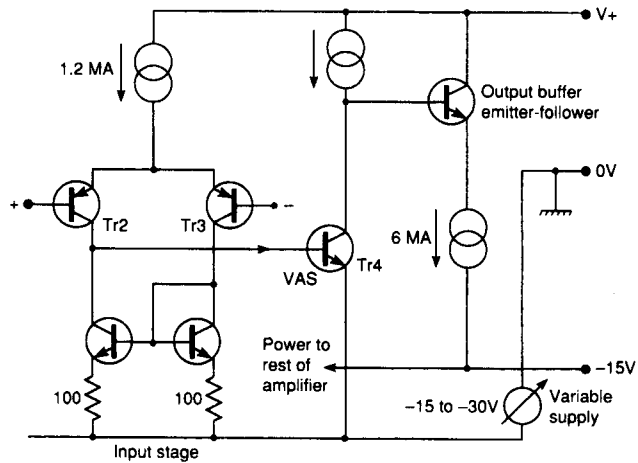 V+
1.2 MA
Output buffer
emitter-follower
0V
+
Tr2
Tr3
−
6 MA
VAS
Tr4
Power to
rest of
amplifier
−15V
100
100
−15 to −30V
Variable
supply
Input stage